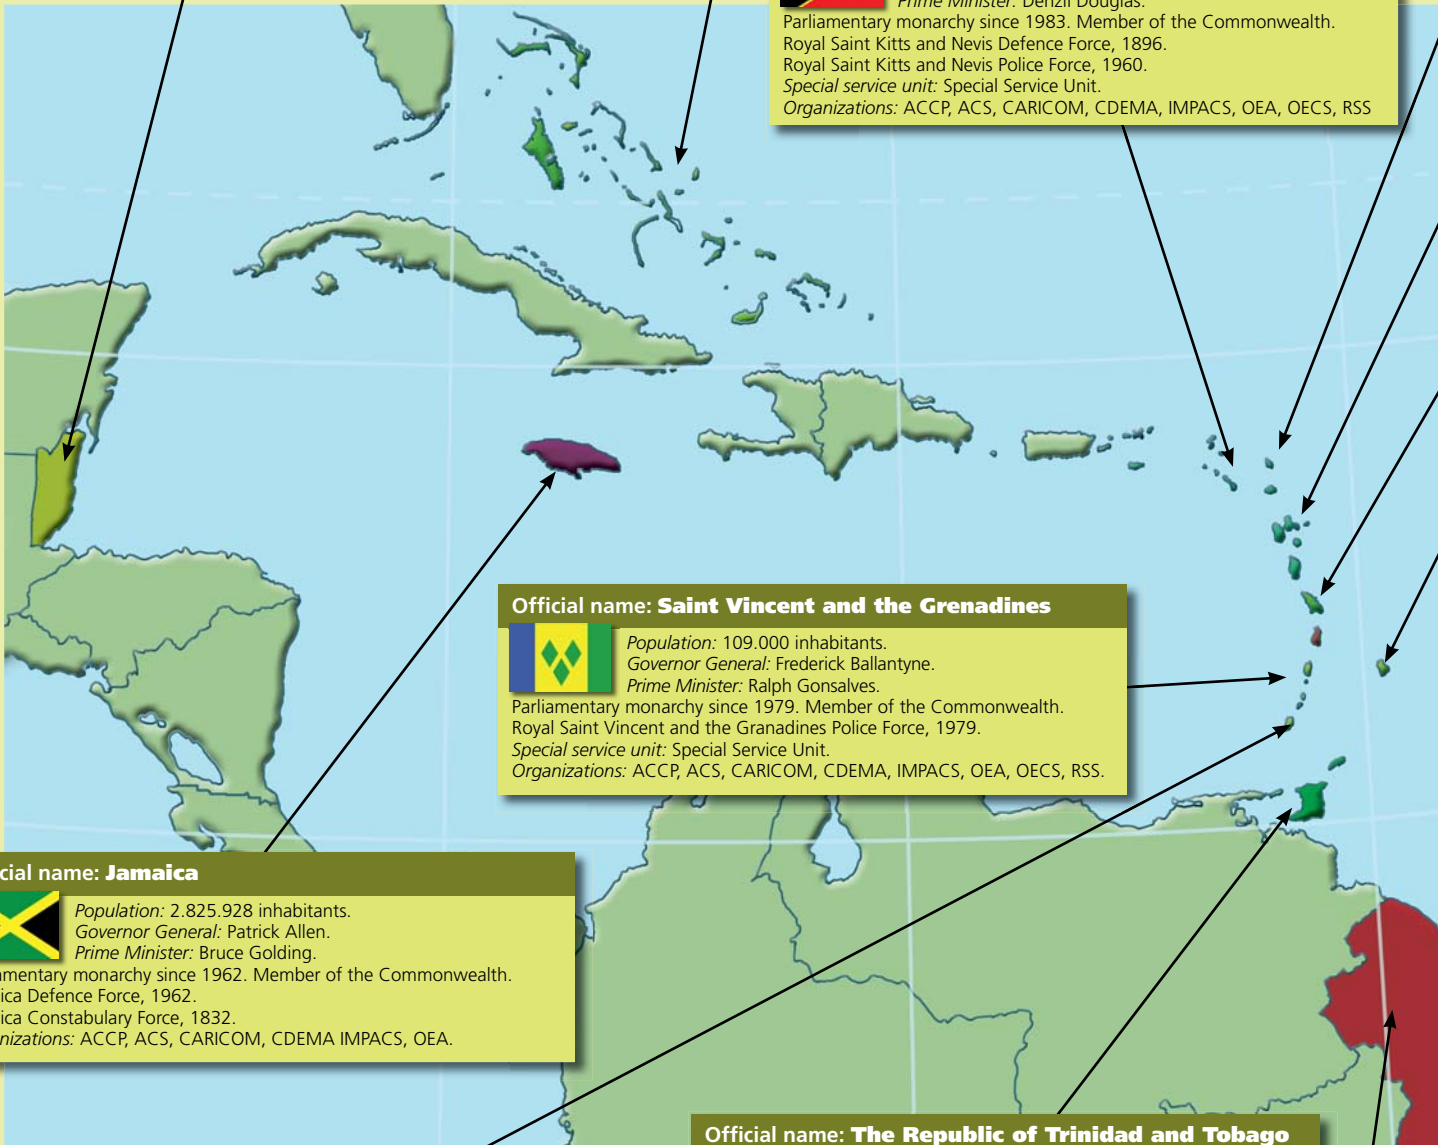 Prime Minister: Denzil Douglas.
Parliamentary monarchy since 1983. Member of the Commonwealth.
Royal Saint Kitts and Nevis Defence Force, 1896.
Royal Saint Kitts and Nevis Police Force, 1960.
Special service unit: Special Service Unit.
Organizations: ACCP, ACS, CARICOM, CDEMA, IMPACS, OEA, OECS, RSS
Official name: Saint Vincent and the Grenadines
Population: 109.000 inhabitants.
Governor General: Frederick Ballantyne.
Prime Minister: Ralph Gonsalves.
Parliamentary monarchy since 1979. Member of the Commonwealth.
Royal Saint Vincent and the Granadines Police Force, 1979.
Special service unit: Special Service Unit.
Organizations: ACCP, ACS, CARICOM, CDEMA, IMPACS, OEA, OECS, RSS.
cial name: Jamaica
Population: 2.825.928 inhabitants.
Governor General: Patrick Allen.
Prime Minister: Bruce Golding.
amentary monarchy since 1962. Member of the Commonwealth.
ica Defence Force, 1962.
ica Constabulary Force, 1832.
nizations: ACCP, ACS, CARICOM, CDEMA IMPACS, OEA.
Official name: The Republic of Trinidad and Tobago